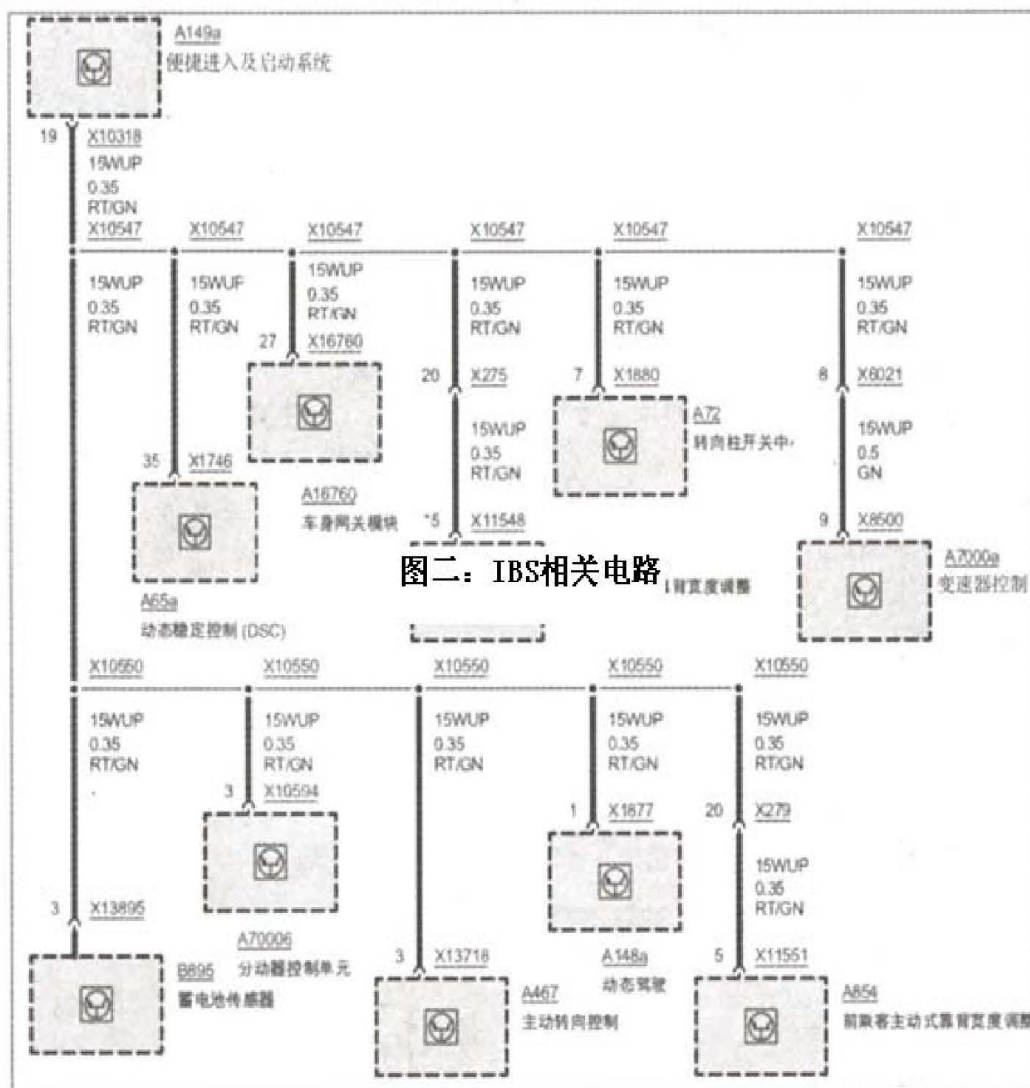 A149a
便捷进入及启动系统
19 X10318
15WUP
0.35
RT/GN
X10547 X10547 X10547 X10547 X10547 X10547
15WUP 15WUF 15WUP 15WUP 15WUP 15WUP
0.35 0.35 0.35 0.35 0.35 0.35
RT/GN RT/GN RT/GN RT/GN RT/GN RT/GN
27 X16760
20 X275
7 X1880
8 X6021
A72
转向柱开关中
15WUP
0.35
RT/GN
15WUP
0.5
GN
35 X1746
A16760
车身网关模块
*5 X11548
9 X8500
图二：IBS相关电路
背宽度调整
A7000a
变速器控制
A65a
动态稳定控制 (DSC)
X10550 X10550 X10550 X10550 X10550
15WUP 15WUP 15WUP 15WUP 15WUP
0.35 0.35 0.35 0.35 0.35
RT/GN RT/GN RT/GN RT/GN RT/GN
3 X10594
1 X1877
20 X279
15WUP
0.35
RT/GN
3 X13895
A70006
分动器控制单元
B895
蓄电池传感器
3 X13718
A148a
动态驾驶
5 X11551
A467
主动转向控制
A854
前乘客主动式靠背宽度调整